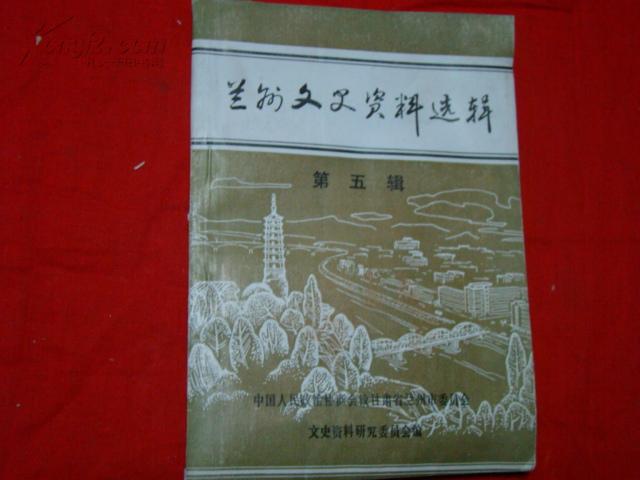 兰州文史资料选辑
第五辑
中国人民政治协商会议甘肃省兰州市委员会
文史资料研究委员会编